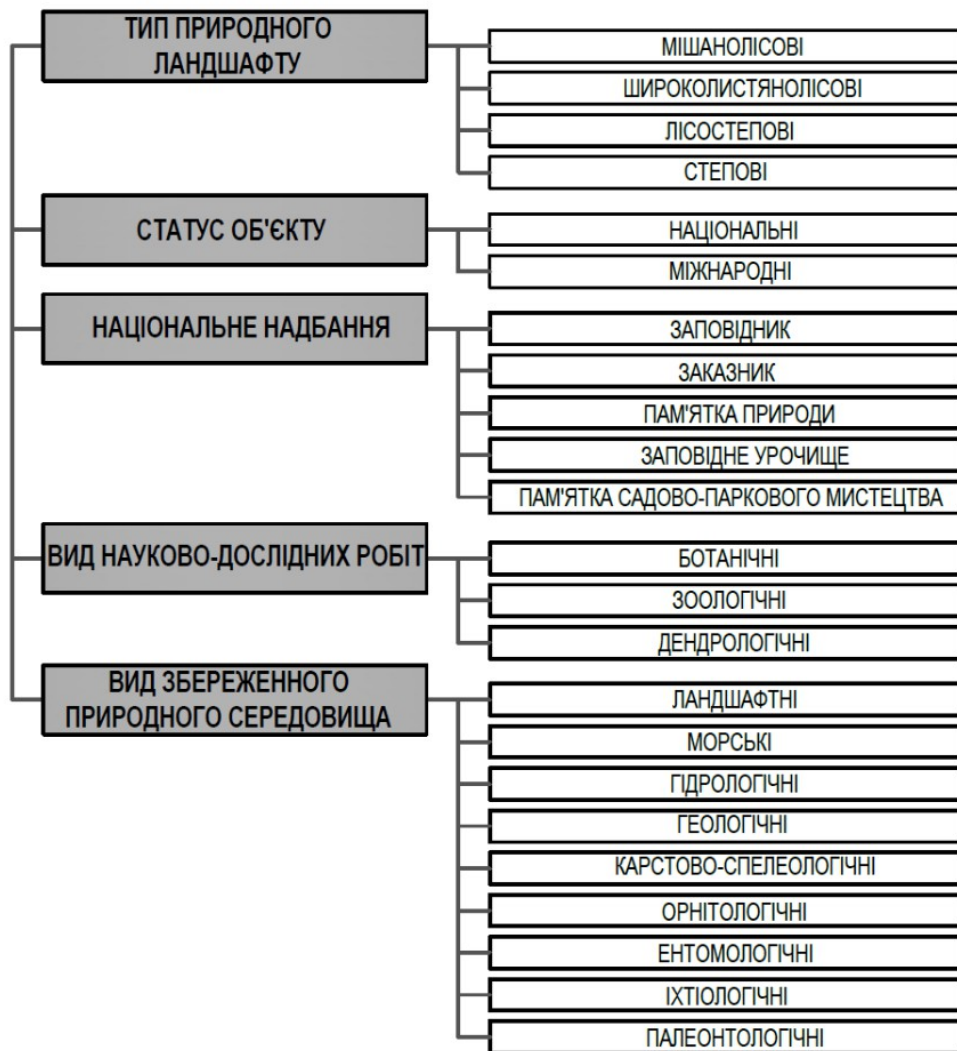 ТИП ПРИРОДНОГО
ЛАНДШАФТУ
МІШАНОЛІСОВІ
ШИРОКОЛИСТЯНОЛІСОВІ
ЛІСОСТЕПОВІ
СТЕПОВІ
СТАТУС ОБ'ЄКТУ
НАЦІОНАЛЬНІ
МІЖНАРОДНІ
НАЦІОНАЛЬНЕ НАДБАННЯ
ЗАПОВІДНИК
ЗАКАЗНИК
ПАМ'ЯТКА ПРИРОДИ
ЗАПОВІДНЕ УРОЧИЩЕ
ПАМ'ЯТКА САДОВО-ПАРКОВОГО МИСТЕЦТВА
ВИД НАУКОВО-ДОСЛІДНИХ РОБІТ
БОТАНІЧНІ
ЗООЛОГІЧНІ
ДЕНДРОЛОГІЧНІ
ВИД ЗБЕРЕЖЕННОГО
ПРИРОДНОГО СЕРЕДОВИЩА
ЛАНДШАФТНІ
МОРСЬКІ
ГІДРОЛОГІЧНІ
ГЕОЛОГІЧНІ
КАРСТОВО-СПЕЛЕОЛОГІЧНІ
ОРНІТОЛОГІЧНІ
ЕНТОМОЛОГІЧНІ
ІХТІОЛОГІЧНІ
ПАЛЕОНТОЛОГІЧНІ